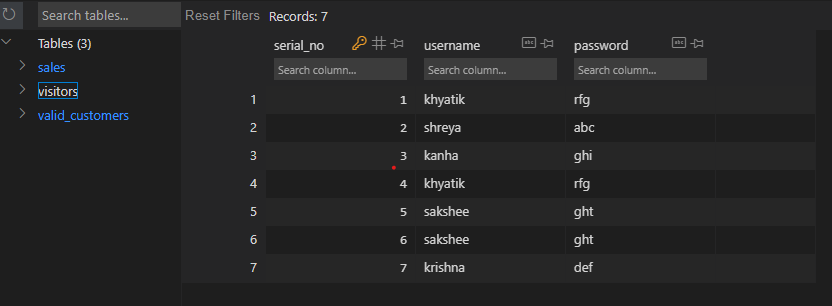 Search tables...
Reset Filters Records: 7
Tables (3)
sales
visitors
valid_customers
serial_no username password
Search column... Search column... Search column...
1 1 khyatik rfg
2 2 shreya abc
3 3 kanha ghi
4 4 khyatik rfg
5 5 sakshee ght
6 6 sakshee ght
7 7 krishna def